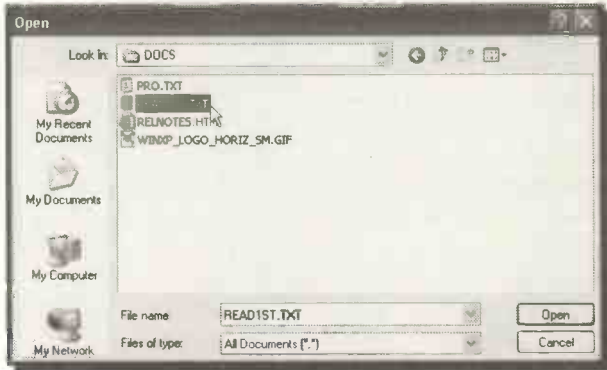 Open
Look in: DOCS
PRO.TXT
RELNOTES.HTM
WINXP_LOGO_HORIZ_SM.GIF
My Recent
Documents
My Documents
My Computer
My Network
File name READ1ST.TXT Open
Files of type: All Documents (*.*) Cancel